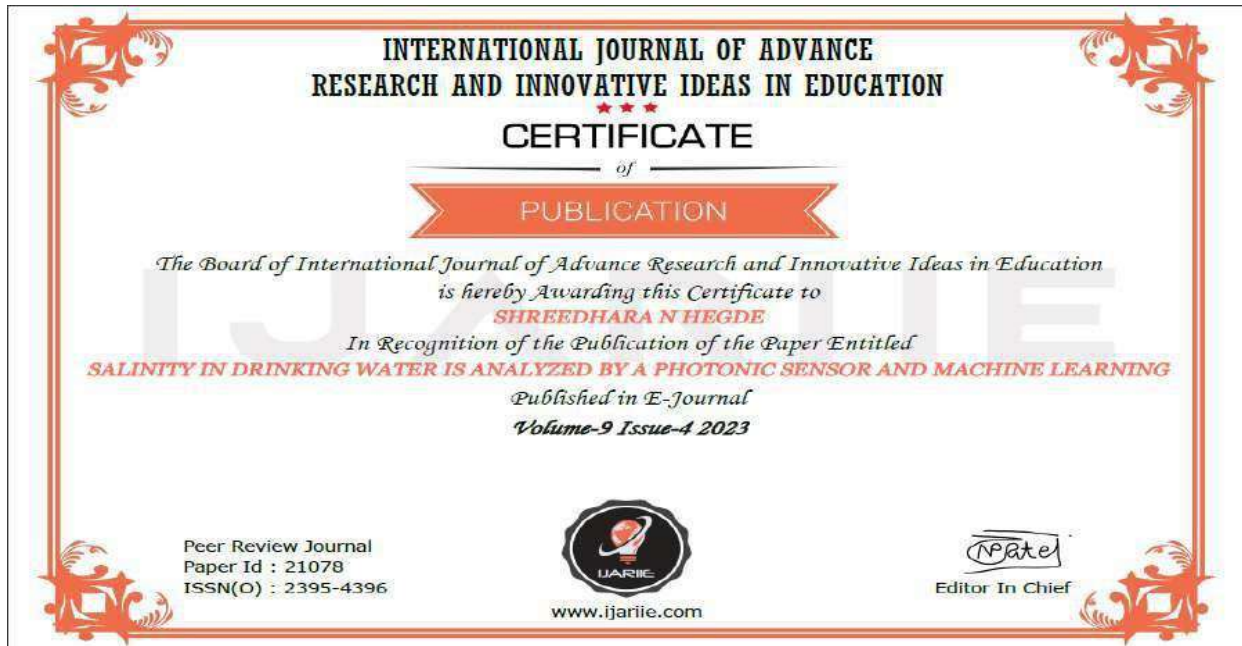 INTERNATIONAL JOURNAL OF ADVANCE
RESEARCH AND INNOVATIVE IDEAS IN EDUCATION
CERTIFICATE
of
PUBLICATION
IJARIIE
The Board of International Journal of Advance Research and Innovative Ideas in Education
is hereby Awarding this Certificate to
SHREEDHARA N HEGDE
In Recognition of the Publication of the Paper Entitled
SALINITY IN DRINKING WATER IS ANALYZED BY A PHOTONIC SENSOR AND MACHINE LEARNING
Published in E-Journal
Volume-9 Issue-4 2023
Peer Review Journal
Paper Id : 21078
ISSN(O) : 2395-4396
IJARIIE
www.ijariie.com
Editor In Chief